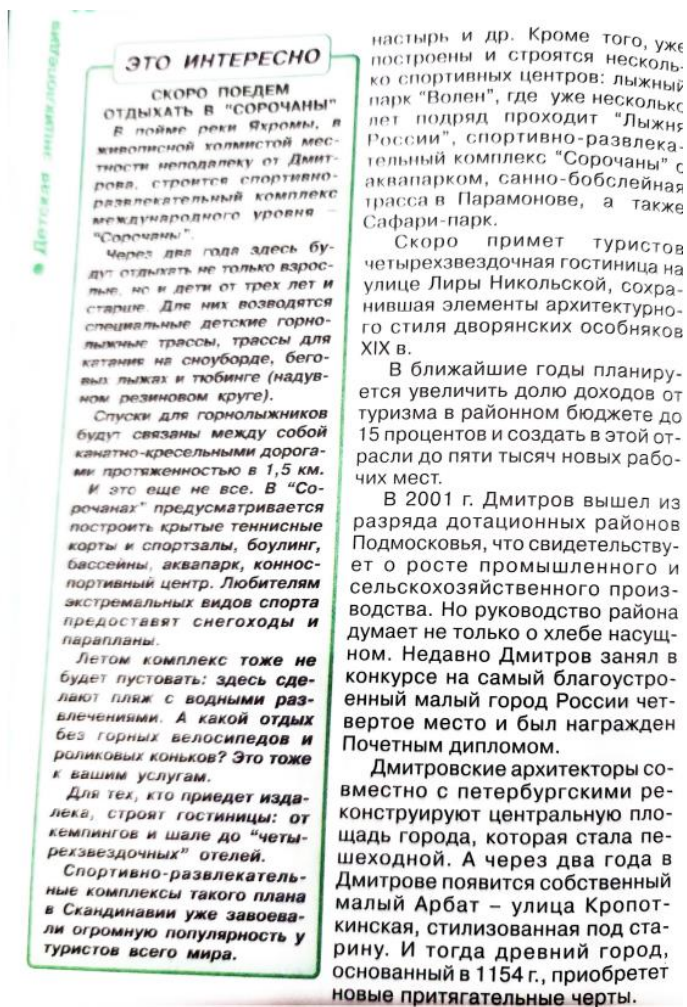 Детская энциклопедия
ЭТО ИНТЕРЕСНО
СКОРО ПОЕДЕМ
ОТДЫХАТЬ В "СОРОЧАНЫ"
В пойме реки Яхромы, в
живописной холмистой мес-
тности неподалеку от Дмит-
рова, строится спортивно-
развлекательный комплекс
международного уровня –
"Сорочаны".
Через два года здесь бу-
дут отдыхать не только взрос-
лые, но и дети от трех лет и
старше. Для них возводятся
специальные детские горно-
лыжные трассы, трассы для
катания на сноуборде, бего-
вых лыжах и тюбинге (надув-
ном резиновом круге).
Спуски для горнолыжников
будут связаны между собой
канатно-кресельными дорога-
ми протяженностью в 1,5 км.
И это еще не все. В "Со-
рочанах" предусматривается
построить крытые теннисные
корты и спортзалы, боулинг,
бассейны, аквапарк, коннос-
портивный центр. Любителям
экстремальных видов спорта
предоставят снегоходы и
парапланы.
Летом комплекс тоже не
будет пустовать: здесь сде-
лают пляж с водными раз-
влечениями. А какой отдых
без горных велосипедов и
роликовых коньков? Это тоже
к вашим услугам.
Для тех, кто приедет изда-
лека, строят гостиницы: от
кемпингов и шале до "четы-
рехзвездочных" отелей.
Спортивно-развлекатель-
ные комплексы такого плана
в Скандинавии уже завоева-
ли огромную популярность у
туристов всего мира.
настырь и др. Кроме того, уже
построены и строятся несколь-
ко спортивных центров: лыжный
парк "Волен", где уже несколько
лет подряд проходит "Лыжня
России", спортивно-развлека-
тельный комплекс "Сорочаны" с
аквапарком, санно-бобслейная
трасса в Парамонове, а также
Сафари-парк.
Скоро примет туристов
четырехзвездочная гостиница на
улице Лиры Никольской, сохра-
нившая элементы архитектурно-
го стиля дворянских особняков
XIX в.
В ближайшие годы планиру-
ется увеличить долю доходов от
туризма в районном бюджете до
15 процентов и создать в этой от-
расли до пяти тысяч новых рабо-
чих мест.
В 2001 г. Дмитров вышел из
разряда дотационных районов
Подмосковья, что свидетельству-
ет о росте промышленного и
сельскохозяйственного произ-
водства. Но руководство района
думает не только о хлебе насущ-
ном. Недавно Дмитров занял в
конкурсе на самый благоустро-
енный малый город России чет-
вертое место и был награжден
Почетным дипломом.
Дмитровские архитекторы со-
вместно с петербургскими ре-
конструируют центральную пло-
щадь города, которая стала пе-
шеходной. А через два года в
Дмитрове появится собственный
малый Арбат – улица Кропот-
кинская, стилизованная под ста-
рину. И тогда древний город,
основанный в 1154 г., приобретет
новые притягательные черты.